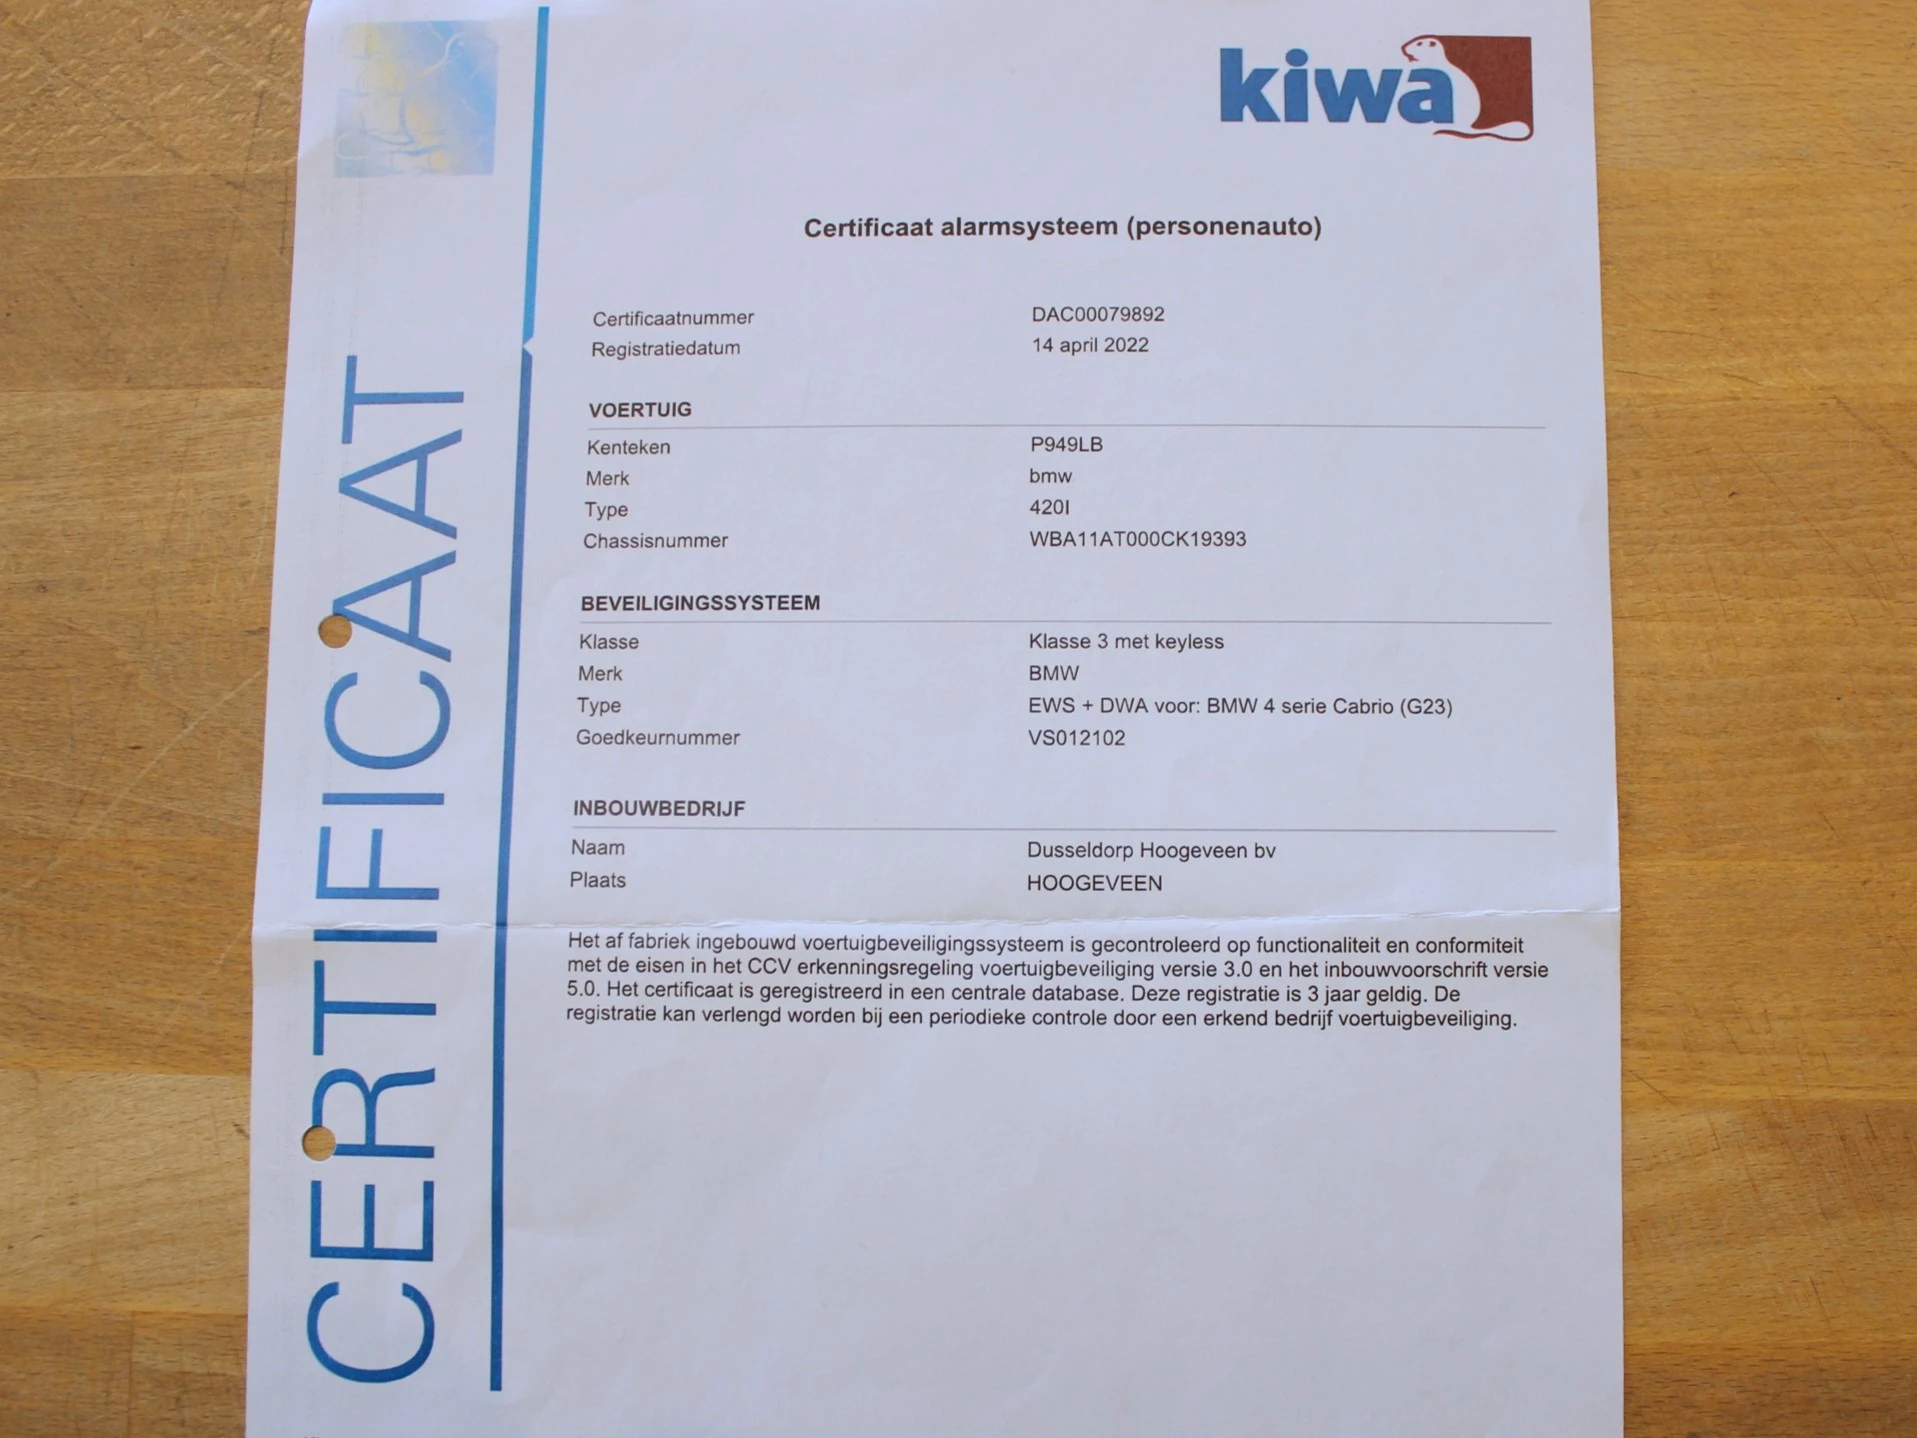 kiwa
CERTIFICAAT
Certificaat alarmsysteem (personenauto)
Certificaatnummer DAC00079892
Registratiedatum 14 april 2022
VOERTUIG
Kenteken P949LB
Merk bmw
Type 420I
Chassisnummer WBA11AT000CK19393
BEVEILIGINGSSYSTEEM
Klasse Klasse 3 met keyless
Merk BMW
Type EWS + DWA voor: BMW 4 serie Cabrio (G23)
Goedkeurnummer VS012102
INBOUWBEDRIJF
Naam Dusseldorp Hoogeveen bv
Plaats HOOGEVEEN
Het af fabriek ingebouwd voertuigbeveiligingssysteem is gecontroleerd op functionaliteit en conformiteit
met de eisen in het CCV erkenningsregeling voertuigbeveiliging versie 3.0 en het inbouwvoorschrift versie
5.0. Het certificaat is geregistreerd in een centrale database. Deze registratie is 3 jaar geldig. De
registratie kan verlengd worden bij een periodieke controle door een erkend bedrijf voertuigbeveiliging.